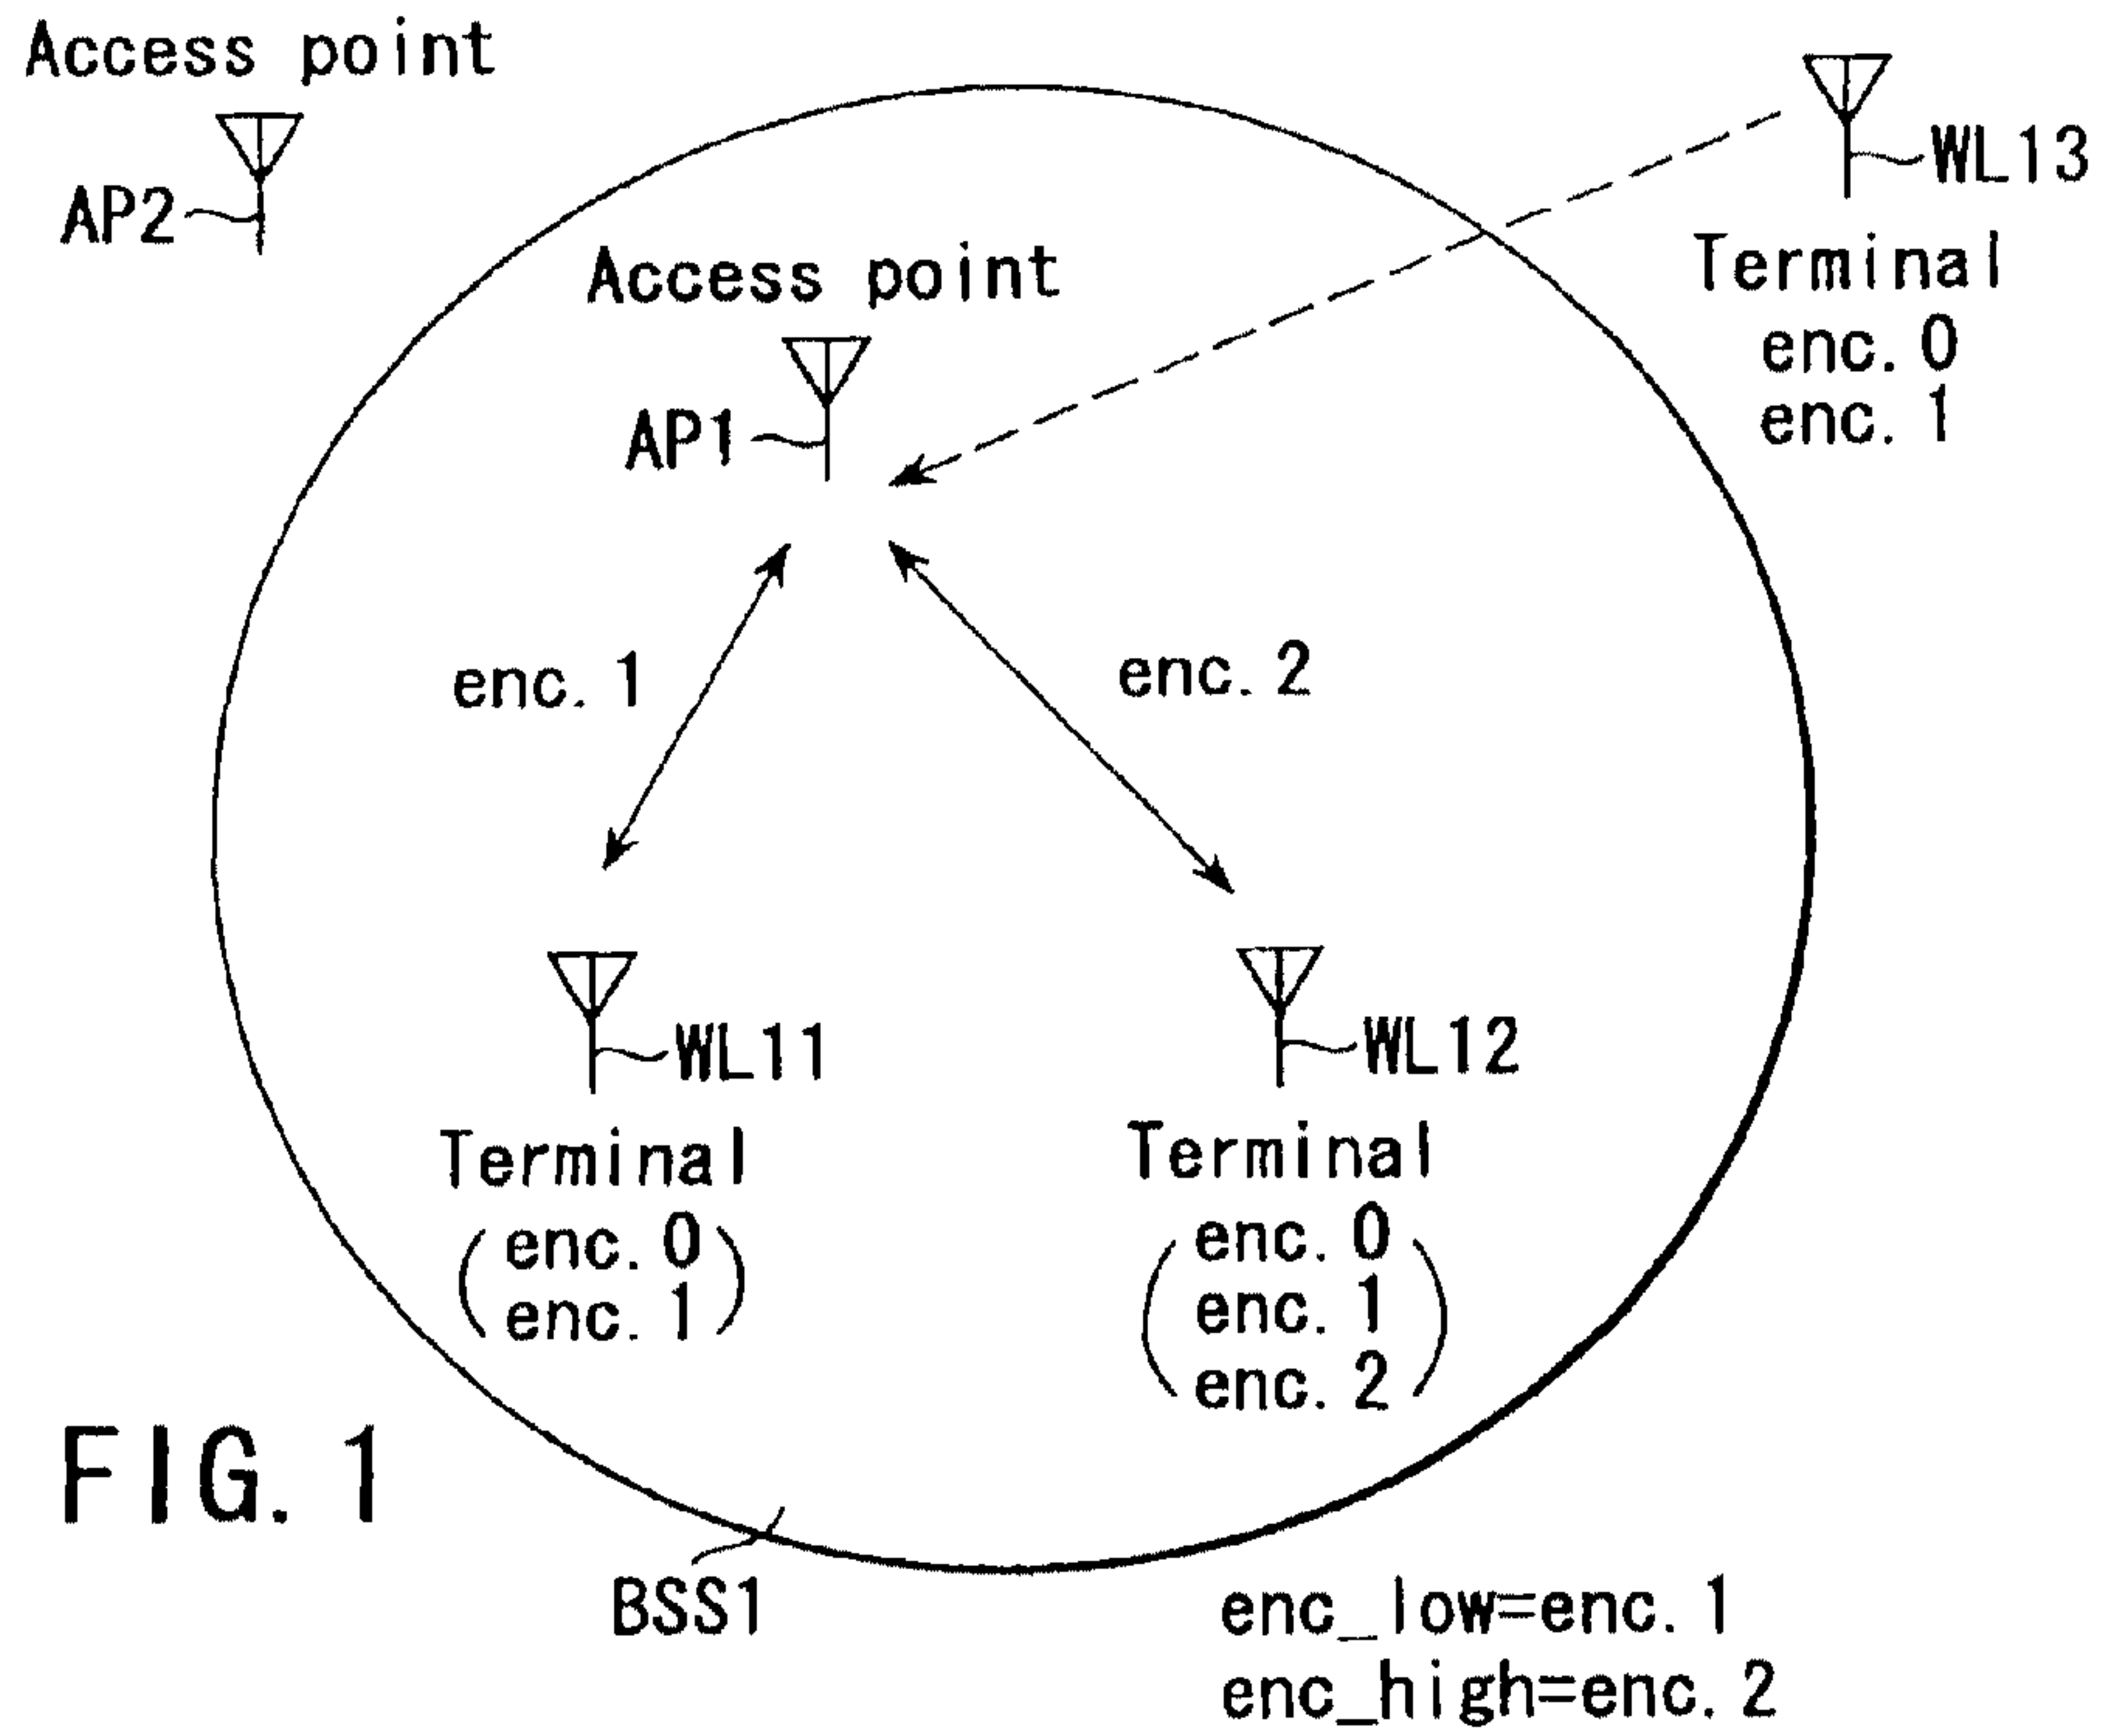 Access point
AP2
WL13
Terminal
enc. 0
enc. 1
Access point
AP1
enc. 1
enc. 2
WL11
Terminal
enc. 0
enc. 1
WL12
Terminal
enc. 0
enc. 1
enc. 2
FIG. 1
BSS1
enc_low=enc. 1
enc_high=enc. 2